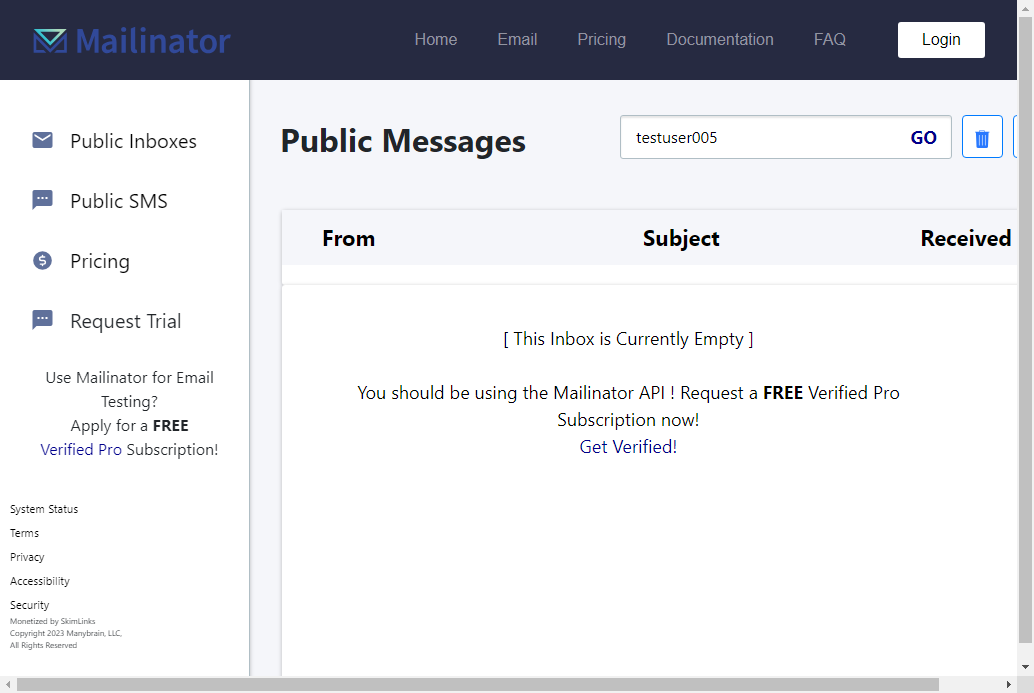 Mailinator
Home Email Pricing Documentation FAQ Login
Public Inboxes
Public SMS
Pricing
Request Trial
Use Mailinator for Email
Testing?
Apply for a FREE
Verified Pro Subscription!
System Status
Terms
Privacy
Accessibility
Security
Monetized by SkimLinks
Copyright 2023 Manybrain, LLC,
All Rights Reserved
Public Messages
testuser005 GO
From Subject Received
[ This Inbox is Currently Empty ]
You should be using the Mailinator API ! Request a FREE Verified Pro
Subscription now!
Get Verified!